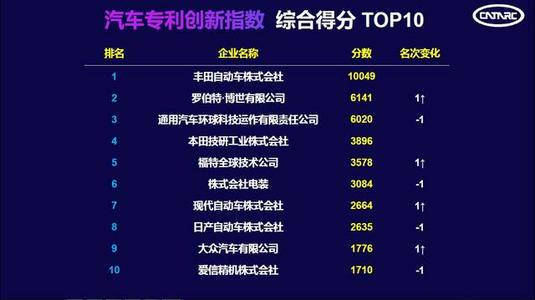 汽车专利创新指数 综合得分 TOP10
CATARC
排名 企业名称 分数 名次变化
1 丰田自动车株式会社 10049
2 罗伯特·博世有限公司 6141 1↑
3 通用汽车环球科技运作有限责任公司 6020 -1
4 本田技研工业株式会社 3896
5 福特全球技术公司 3578 1↑
6 株式会社电装 3084 -1
7 现代自动车株式会社 2664 1↑
8 日产自动车株式会社 2635 -1
9 大众汽车有限公司 1776 1↑
10 爱信精机株式会社 1710 -1